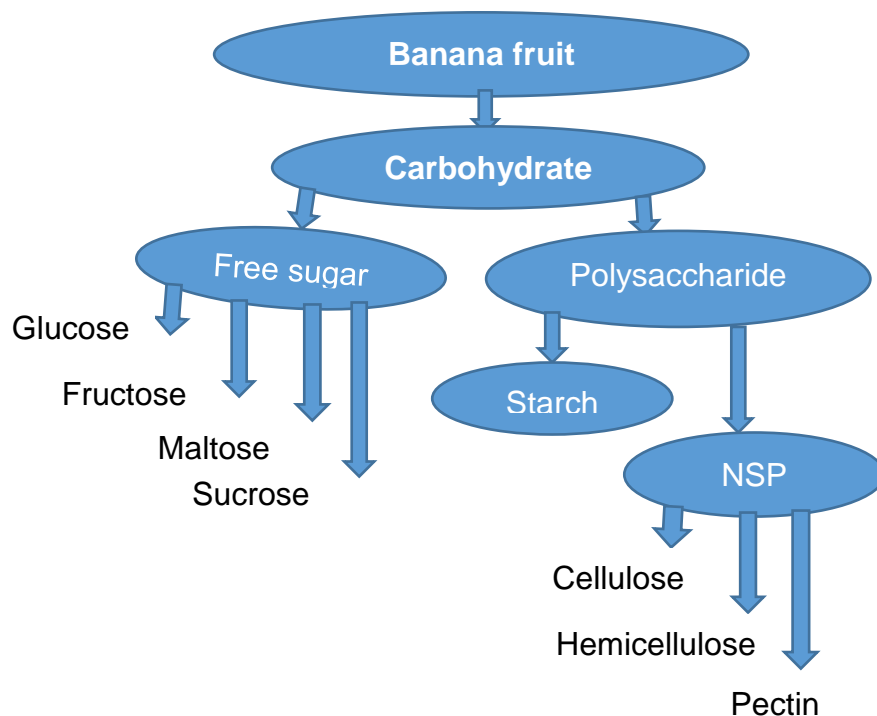 Banana fruit
Carbohydrate
Free sugar
Polysaccharide
Glucose
Fructose
Maltose
Sucrose
Starch
NSP
Cellulose
Hemicellulose
Pectin